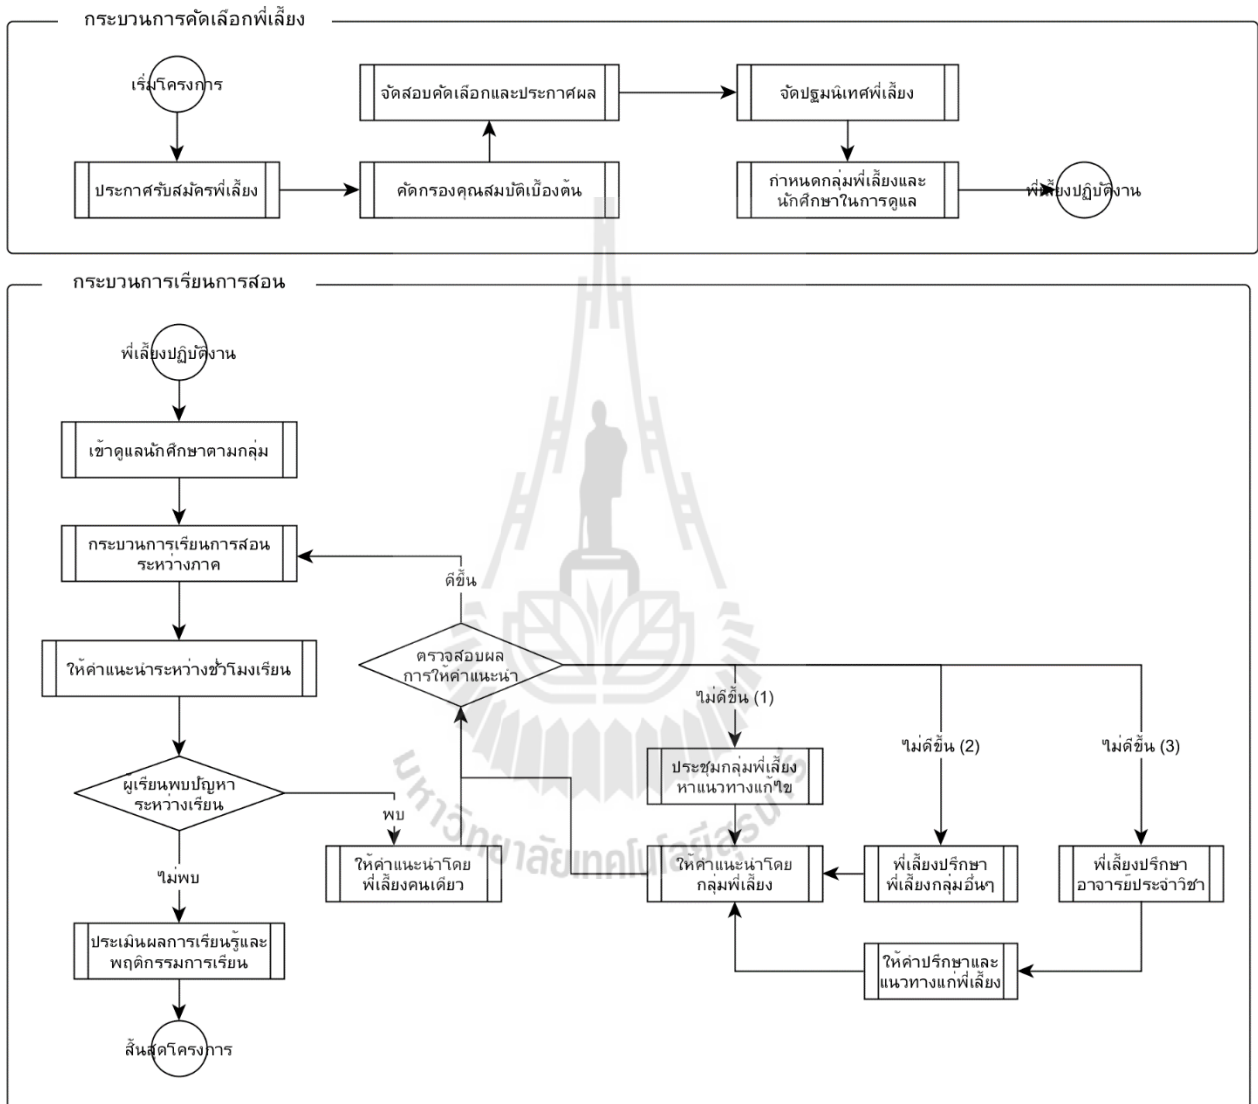 กระบวนการคัดเลือกพี่เลี้ยง
เริ่มโครงการ
จัดสอบคัดเลือกและประกาศผล
จัดปฐมนิเทศพี่เลี้ยง
ประกาศรับสมัครพี่เลี้ยง
คัดกรองคุณสมบัติเบื้องต้น
กำหนดกลุ่มพี่เลี้ยงและ
นักศึกษาในการดูแล
พี่เลี้ยงปฏิบัติงาน
กระบวนการเรียนการสอน
พี่เลี้ยงปฏิบัติงาน
เข้าดูแลนักศึกษาตามกลุ่ม
กระบวนการเรียนการสอน
ระหว่างภาค
ดีขึ้น
ให้คำแนะนำระหว่างชั่วโมงเรียน
ตรวจสอบผล
การให้คำแนะนำ
ไม่ดีขึ้น (1)
ไม่ดีขึ้น (2)
ไม่ดีขึ้น (3)
ผู้เรียนพบปัญหา
ระหว่างเรียน
ประชุมกลุ่มพี่เลี้ยง
หาแนวทางแก้ไข
พบ
ไม่พบ
ให้คำแนะนำโดย
พี่เลี้ยงคนเดียว
ให้คำแนะนำโดย
กลุ่มพี่เลี้ยง
พี่เลี้ยงปรึกษา
พี่เลี้ยงกลุ่มอื่นๆ
พี่เลี้ยงปรึกษา
อาจารย์ประจำวิชา
ประเมินผลการเรียนรู้และ
พฤติกรรมการเรียน
ให้คำปรึกษาและ
แนวทางแก่พี่เลี้ยง
สิ้นสุดโครงการ
มหาวิทยาลัยเทคโนโลยีสุรนารี